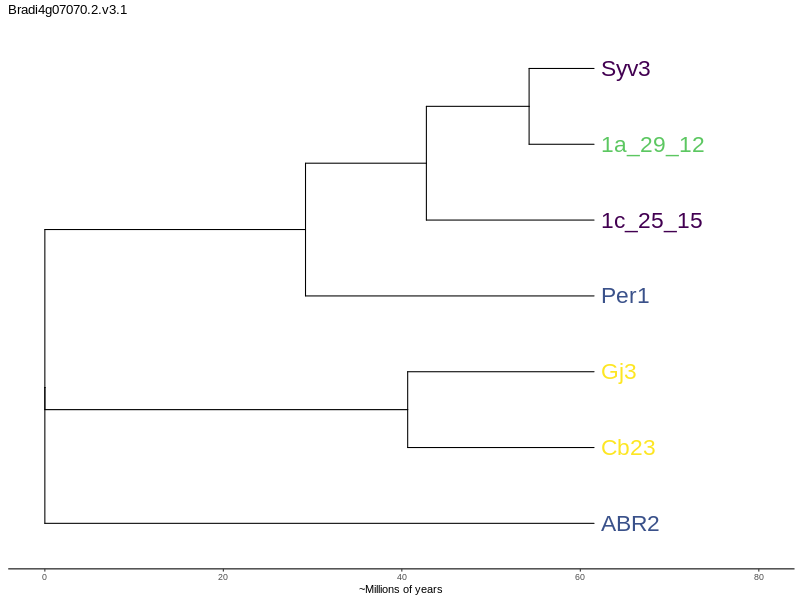 Bradi4g07070.2.v3.1
Syv3
1a_29_12
1c_25_15
Per1
Gj3
Cb23
ABR2
0 20 40 60 80
~Millions of years